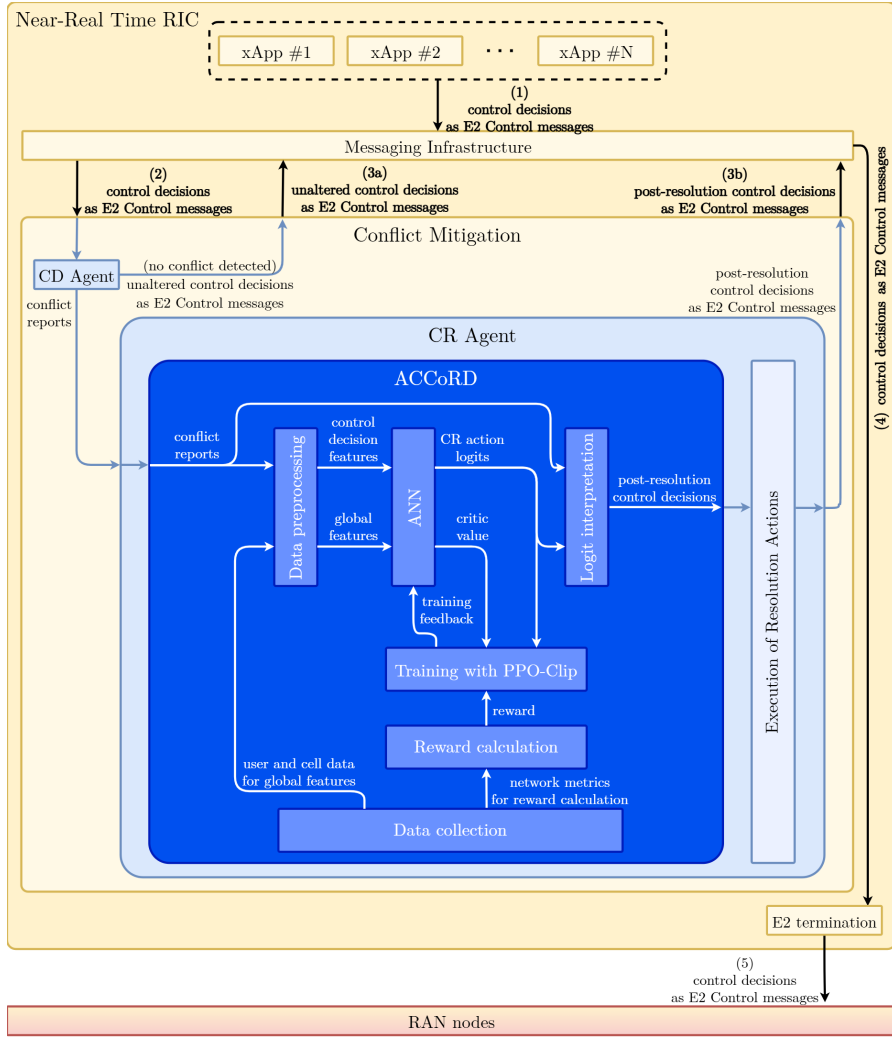 Near-Real Time RIC
xApp #1
xApp #2
· · ·
xApp #N
(1)
control decisions
as E2 Control messages
Messaging Infrastructure
(2)
control decisions
as E2 Control messages
(3a)
unaltered control decisions
as E2 Control messages
(3b)
post-resolution control decisions
as E2 Control messages
(4) control decisions as E2 Control messages
Conflict Mitigation
CD Agent
(no conflict detected)
unaltered control decisions
as E2 Control messages
conflict
reports
post-resolution
control decisions
as E2 Control messages
CR Agent
ACCoRD
conflict
reports
Data preprocessing
control
decision
features
global
features
ANN
CR action
logits
critic
value
Logit interpretation
post-resolution
control decisions
Execution of Resolution Actions
training
feedback
Training with PPO-Clip
reward
Reward calculation
user and cell data
for global features
network metrics
for reward calculation
Data collection
E2 termination
(5)
control decisions
as E2 Control messages
RAN nodes